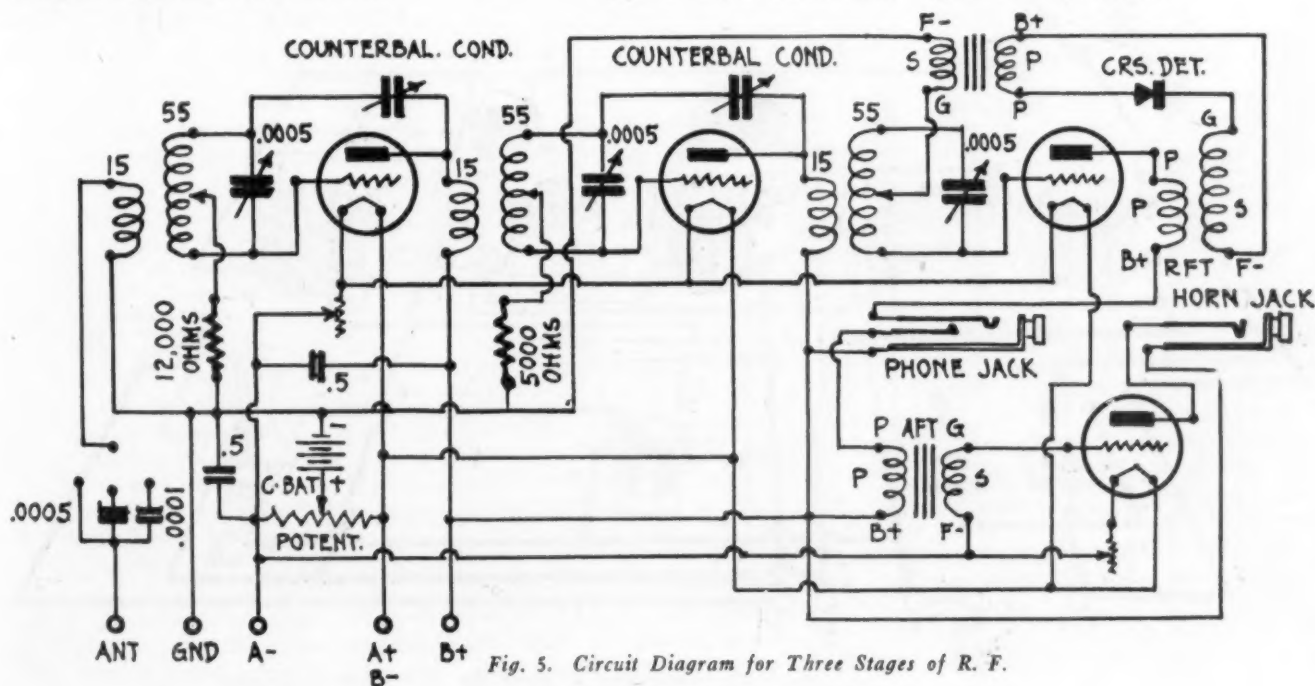 COUNTERBAL. COND.
COUNTERBAL COND.
F-
B+
S
P
G
P
CRS. DET.
15
55
.0005
15
55
.0005
15
55
.0005
P
P
B+
G
S
F-
RFT
HORN JACK
PHONE JACK
12,000
OHMS
.5
5000
OHMS
.5
-
C-BAT +
POTENT.
P AFT G
P
S
B+
F-
.0005
.0001
ANT
GND
A-
A+
B-
B+
Fig. 5. Circuit Diagram for Three Stages of R. F.